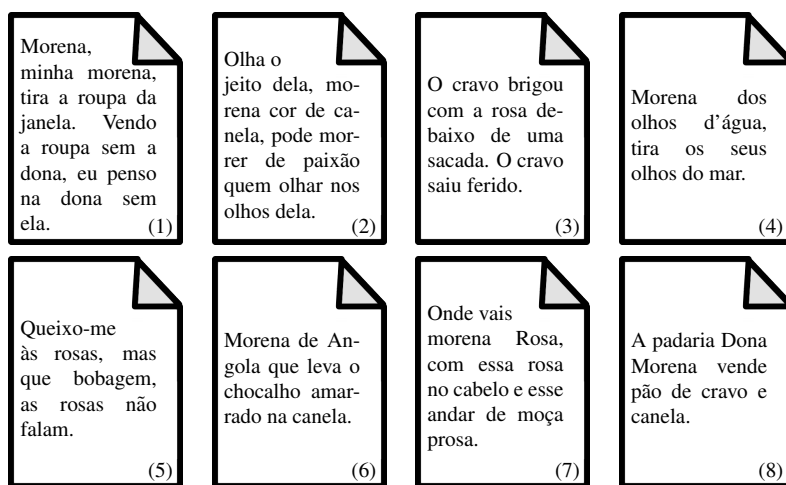 Morena,
minha morena,
tira a roupa da
janela. Vendo
a roupa sem a
dona, eu penso
na dona sem
ela.
(1)
Olha o
jeito dela, mo-
rena cor de ca-
nela, pode mor-
rer de paixão
quem olhar nos
olhos dela.
(2)
O cravo brigou
com a rosa de-
baixo de uma
sacada. O cravo
saiu ferido.
(3)
Morena dos
olhos d'água,
tira os seus
olhos do mar.
(4)
Queixo-me
às rosas, mas
que bobagem,
as rosas não
falam.
(5)
Morena de An-
gola que leva o
chocalho amar-
rado na canela.
(6)
Onde vais
morena Rosa,
com essa rosa
no cabelo e esse
andar de moça
prosa.
(7)
A padaria Dona
Morena vende
pão de cravo e
canela.
(8)